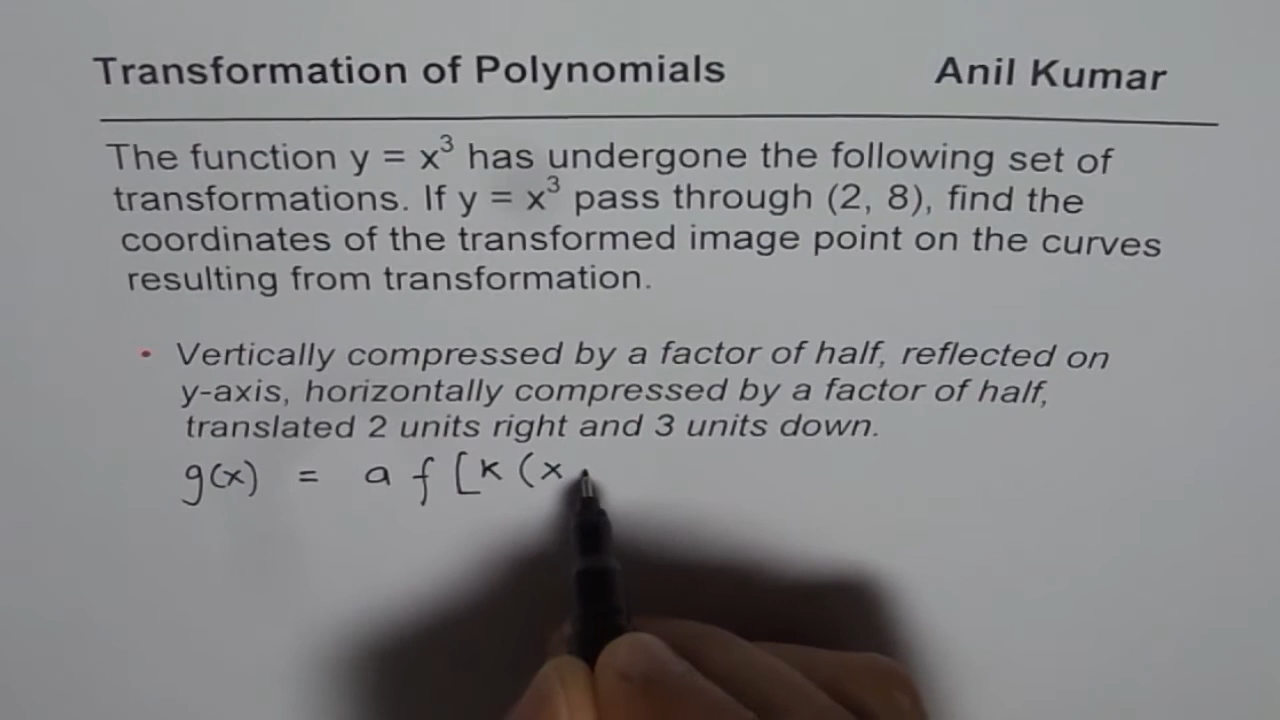 Transformation of Polynomials Anil Kumar
The function y = x³ has undergone the following set of
transformations. If y = x³ pass through (2, 8), find the
coordinates of the transformed image point on the curves
resulting from transformation.
• Vertically compressed by a factor of half, reflected on
y-axis, horizontally compressed by a factor of half,
translated 2 units right and 3 units down.
g(x) = a f [k (x